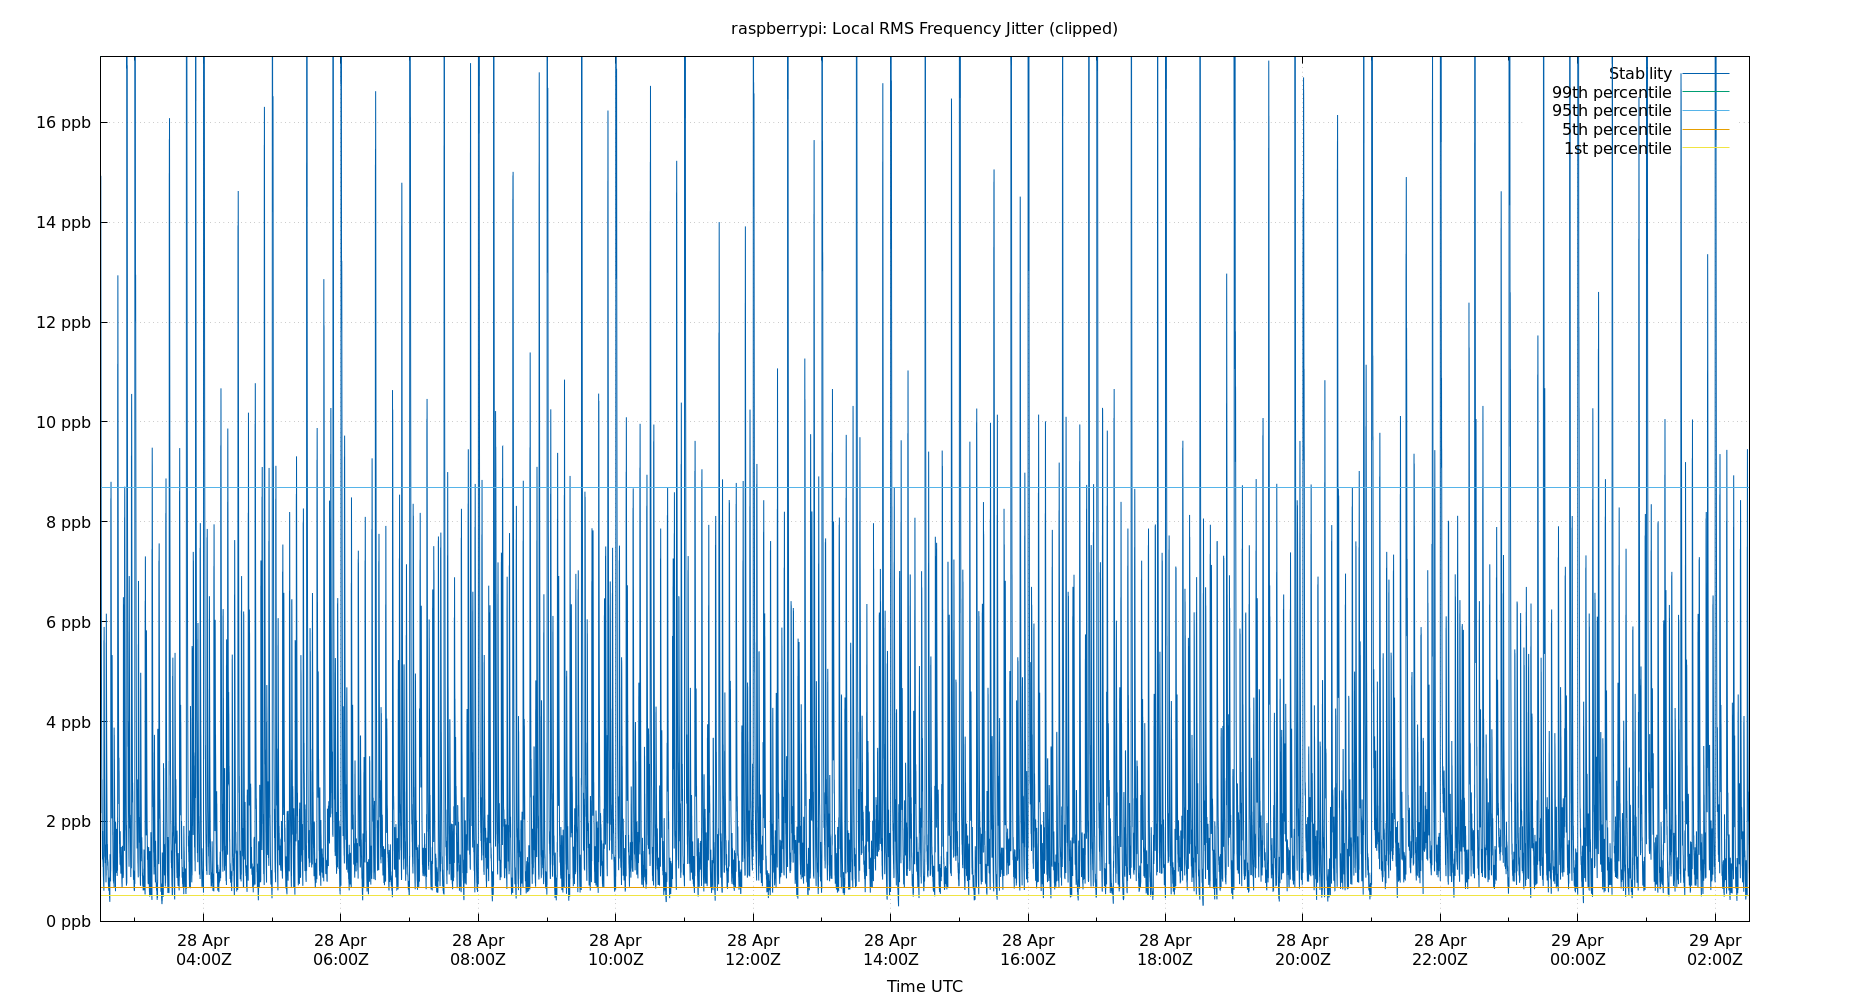 raspberrypi: Local RMS Frequency Jitter (clipped)
Stability
99th percentile
95th percentile
5th percentile
1st percentile
16 ppb
14 ppb
12 ppb
10 ppb
8 ppb
6 ppb
4 ppb
2 ppb
0 ppb
28 Apr 28 Apr 28 Apr 28 Apr 28 Apr 28 Apr 28 Apr 28 Apr 28 Apr 28 Apr 29 Apr 29 Apr
04:00Z 06:00Z 08:00Z 10:00Z 12:00Z 14:00Z 16:00Z 18:00Z 20:00Z 22:00Z 00:00Z 02:00Z
Time UTC